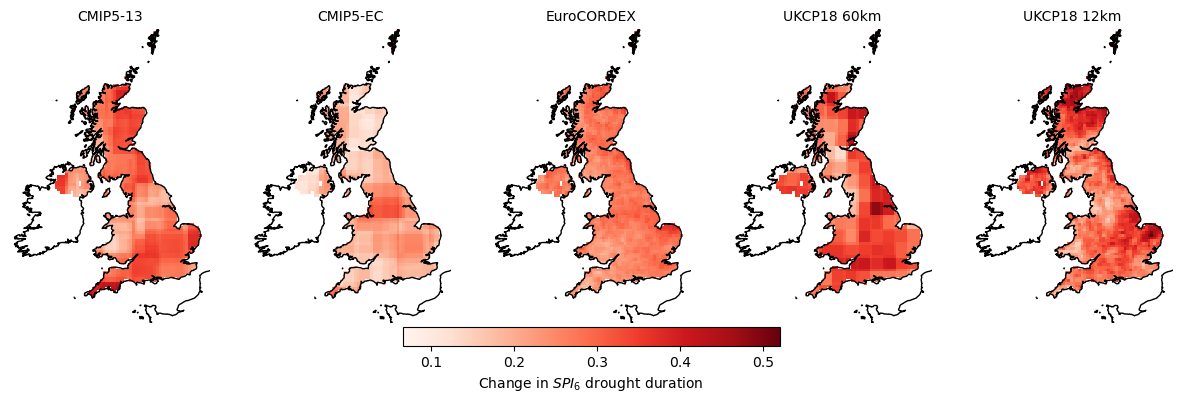 CMIP5-13 CMIP5-EC EuroCORDEX UKCP18 60km UKCP18 12km
0.1 0.2 0.3 0.4 0.5
Change in SPI₆ drought duration